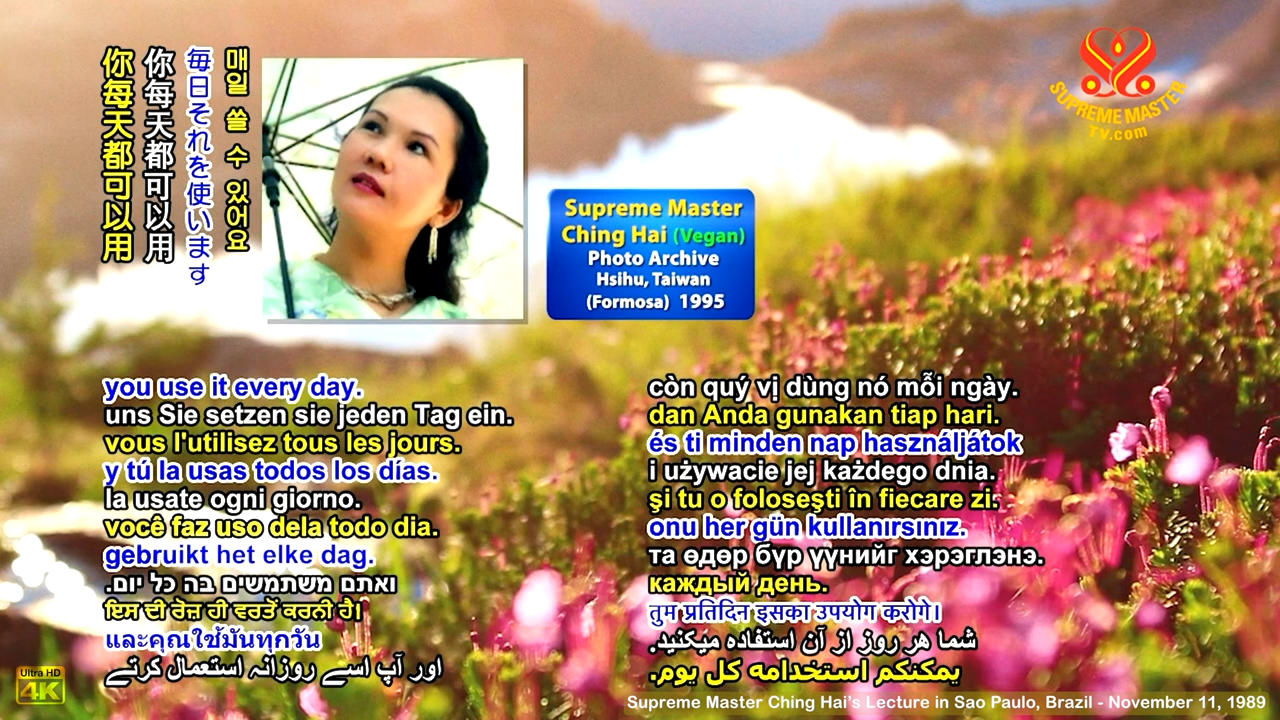 你每天都可以用
你每天都可以用
毎日それを使います
매일 쓸 수 있어요
SUPREME MASTER
TV.com
Supreme Master
Ching Hai (Vegan)
Photo Archive
Hsihu, Taiwan
(Formosa) 1995
you use it every day.
uns Sie setzen sie jeden Tag ein.
vous l'utilisez tous les jours.
y tú la usas todos los días.
la usate ogni giorno.
você faz uso dela todo dia.
gebruikt het elke dag.
ואתם משתמשים בה כל יום.
ਇਸ ਦੀ ਰੋਜ਼ ਹੀ ਵਰਤੋਂ ਕਰਨੀ ਹੈ।
และคุณใช้มันทุกวัน
اور آپ اسے روزانہ استعمال کرتے
còn quý vị dùng nó mỗi ngày.
dan Anda gunakan tiap hari.
és ti minden nap használjátok
i używacie jej każdego dnia.
şi tu o foloseşti în fiecare zi.
onu her gün kullanırsınız.
та өдөр бүр үүнийг хэрэглэнэ.
каждый день.
तुम प्रतिदिन इसका उपयोग करोगे।
شما هر روز از آن استفاده میکنید.
يمكنكم استخدامه كل يوم.
Ultra HD
4K
Supreme Master Ching Hai's Lecture in Sao Paulo, Brazil - November 11, 1989